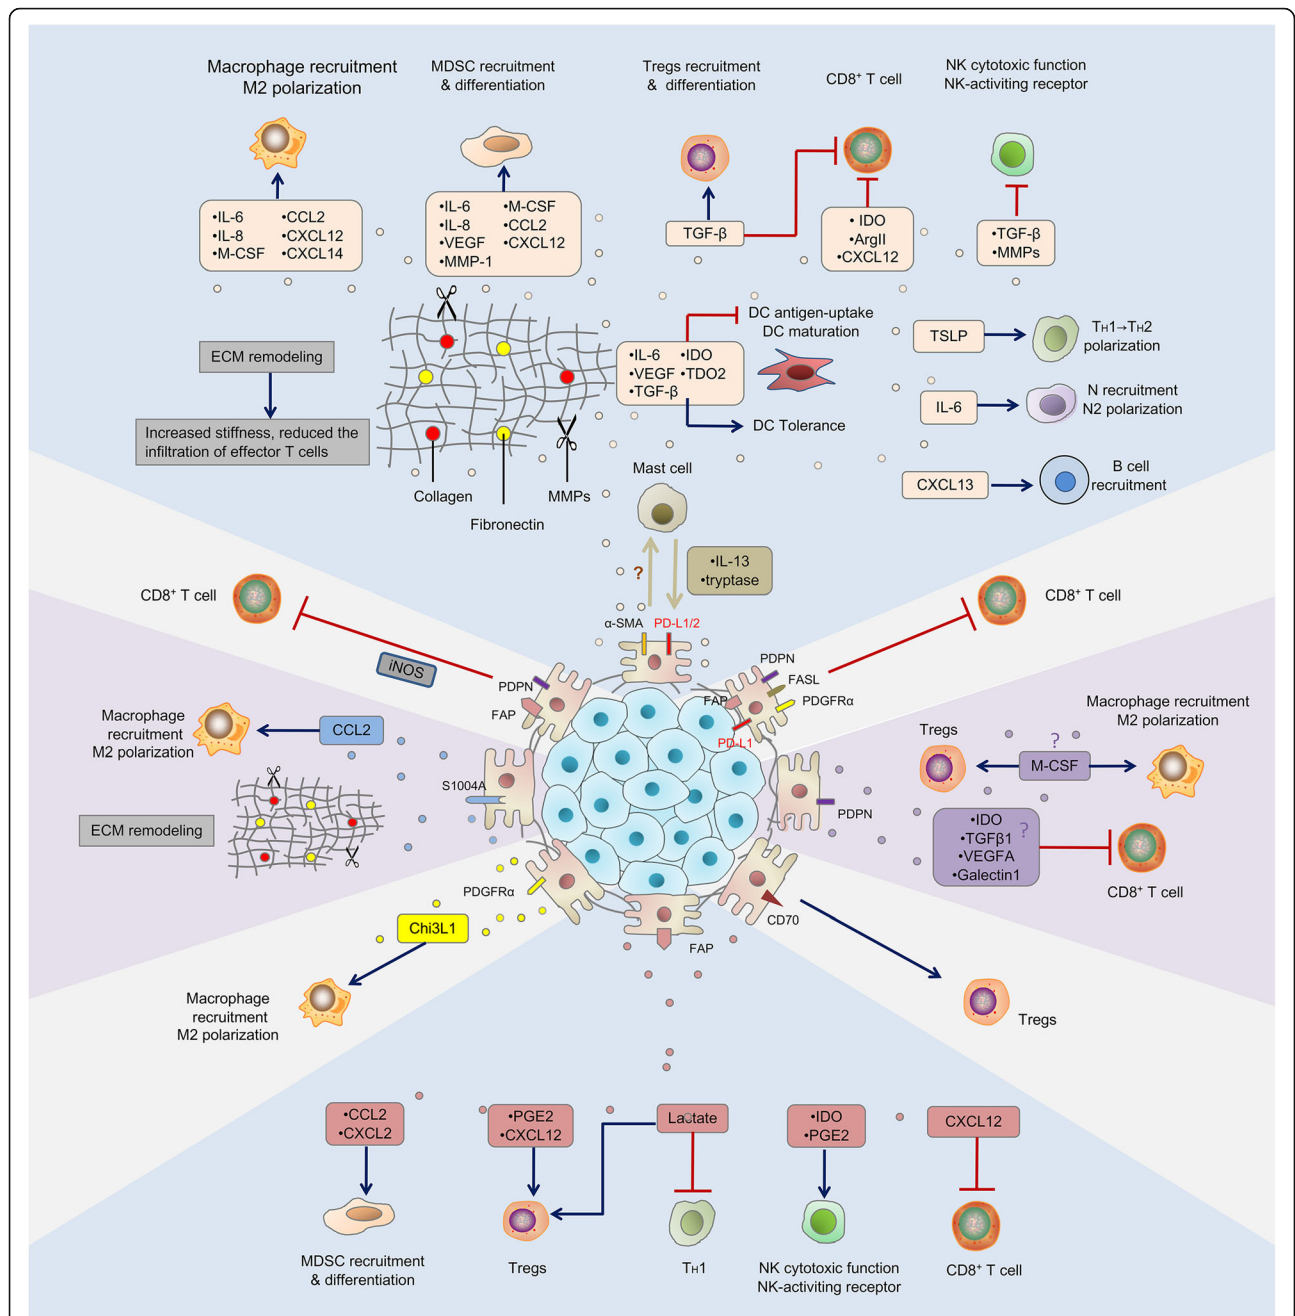 Macrophage recruitment
M2 polarization
MDSC recruitment
& differentiation
Tregs recruitment
& differentiation
CD8⁺ T cell
NK cytotoxic function
NK-activiting receptor
•IL-6
•IL-8
•M-CSF
•CCL2
•CXCL12
•CXCL14
•IL-6
•IL-8
•VEGF
•MMP-1
•M-CSF
•CCL2
•CXCL12
TGF-β
• IDO
•ArgII
•CXCL12
•TGF-β
•MMPs
ECM remodeling
Increased stiffness, reduced the
infiltration of effector T cells
Collagen
Fibronectin
MMPs
DC antigen-uptake
DC maturation
•IL-6
•VEGF
•TGF-β
•IDO
•TDO2
DC Tolerance
TSLP
TH1→TH2
polarization
IL-6
N recruitment
N2 polarization
CXCL13
B cell
recruitment
Mast cell
?
•IL-13
•tryptase
α-SMA
PD-L1/2
CD8⁺ T cell
iNOS
PDPN
FAP
PDPN
FASL
FAP
PDGFRα
PD-L1
CD8⁺ T cell
Macrophage
recruitment
M2 polarization
CCL2
S1004A
ECM remodeling
PDPN
Tregs
?
M-CSF
Macrophage recruitment
M2 polarization
•IDO
•TGFβ1
?
•VEGFA
•Galectin1
CD8⁺ T cell
PDGFRα
Chi3L1
Macrophage
recruitment
M2 polarization
FAP
CD70
Tregs
•CCL2
•CXCL2
•PGE2
•CXCL12
Lactate
•IDO
•PGE2
CXCL12
MDSC recruitment
& differentiation
Tregs
TH1
NK cytotoxic function
NK-activiting receptor
CD8⁺ T cell